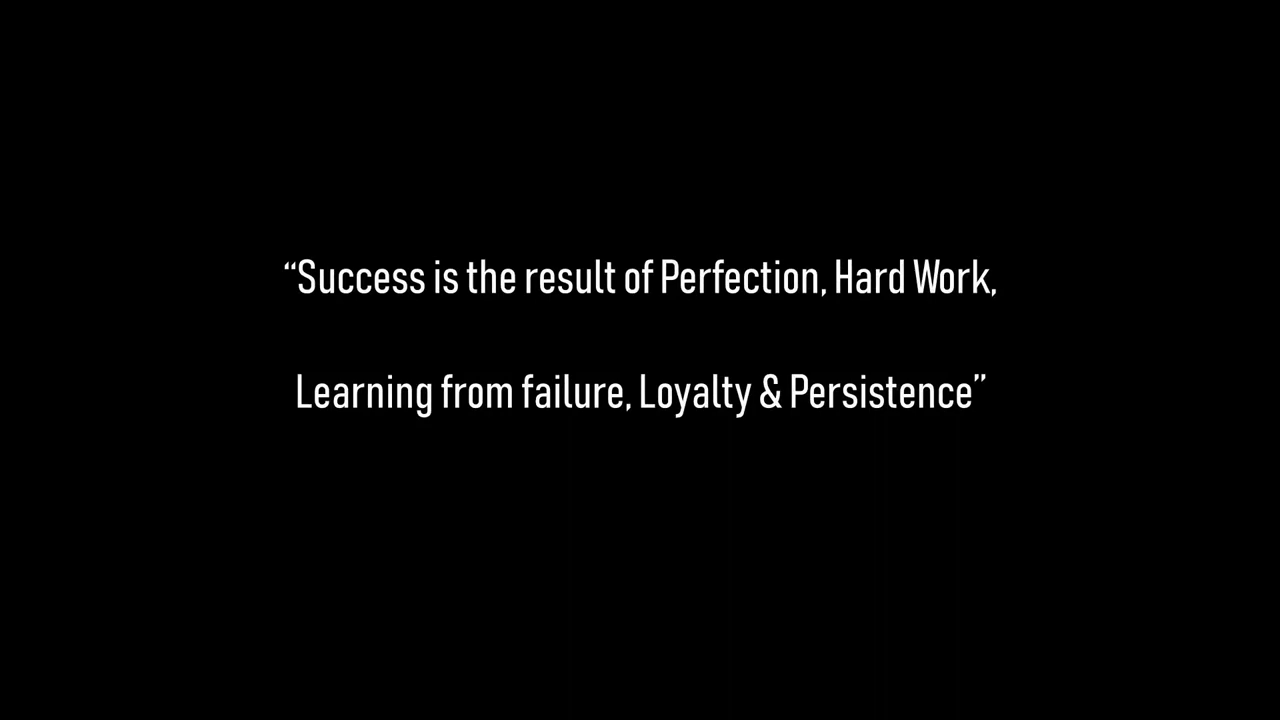 “Success is the result of Perfection, Hard Work,
Learning from failure, Loyalty & Persistence”